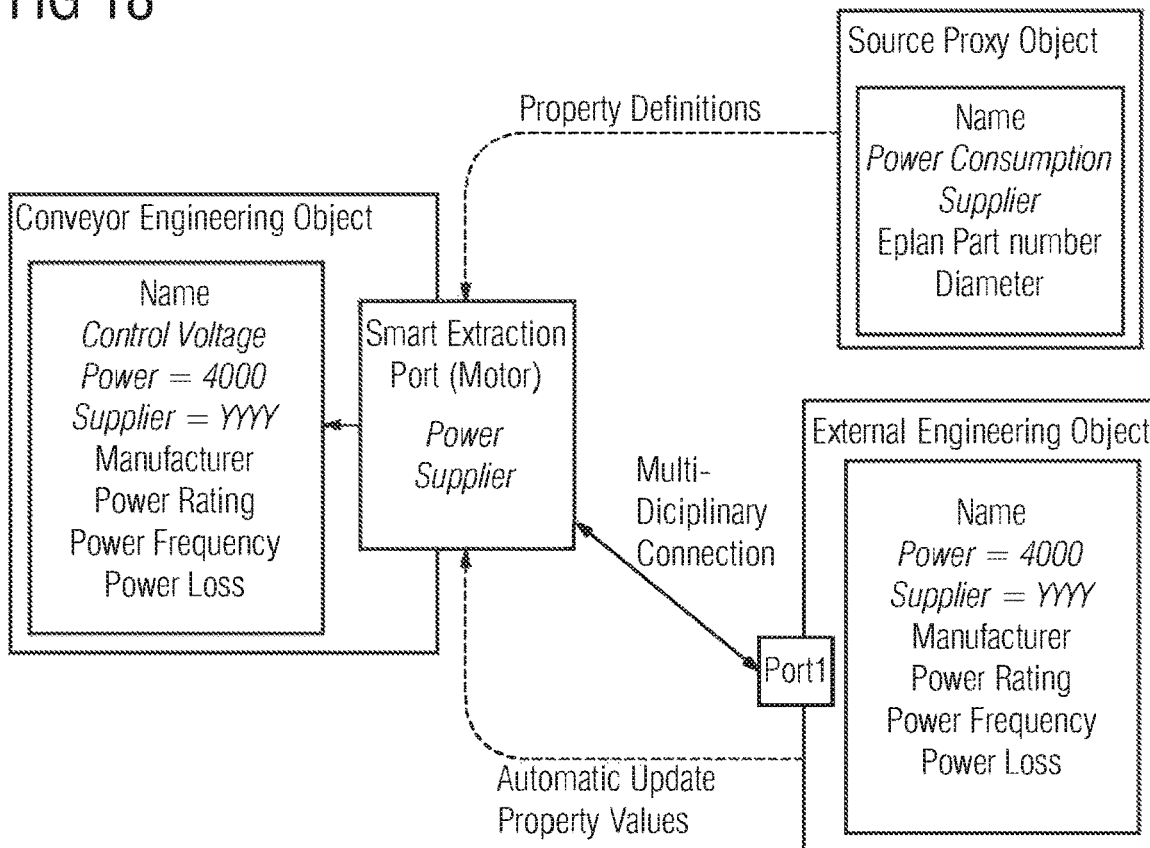 FIG 18
Source Proxy Object
Name
Power Consumption
Supplier
Eplan Part number
Diameter
Property Definitions
Conveyor Engineering Object
Name
Control Voltage
Power = 4000
Supplier = YYYY
Manufacturer
Power Rating
Power Frequency
Power Loss
Smart Extraction
Port (Motor)
Power
Supplier
Multi-
Diciplinary
Connection
External Engineering Object
Port1
Name
Power = 4000
Supplier = YYYY
Manufacturer
Power Rating
Power Frequency
Power Loss
Automatic Update
Property Values